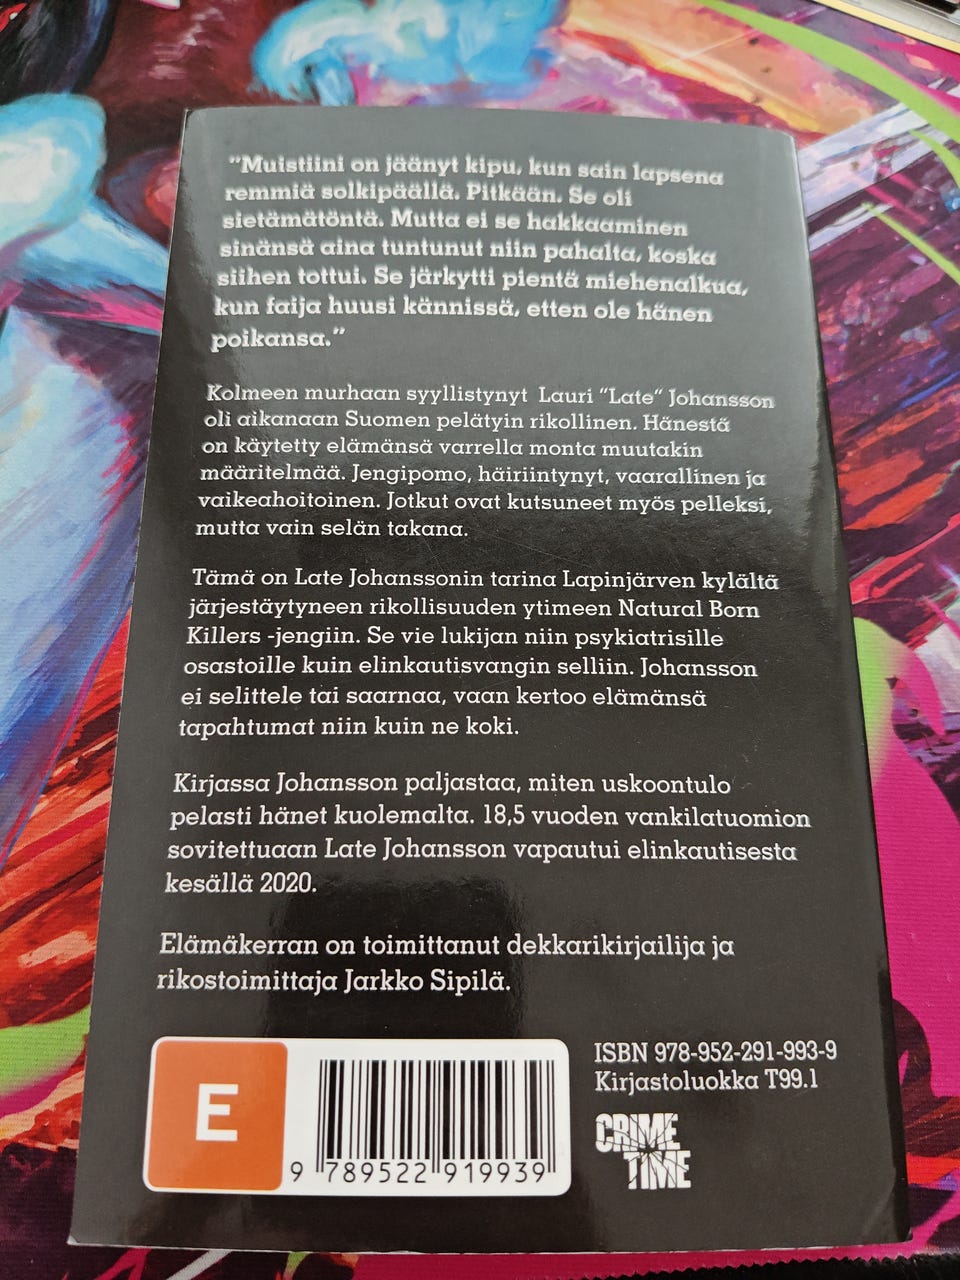 "Muistiini on jäänyt kipu, kun sain lapsena
remmiä solkipäällä. Pitkään. Se oli
sietämätöntä. Mutta ei se hakkaaminen
sinänsä aina tuntunut niin pahalta, koska
siihen tottui. Se järkytti pientä miehenalkua,
kun faija huusi kännissä, etten ole hänen
poikansa."
Kolmeen murhaan syyllistynyt Lauri "Late" Johansson
oli aikanaan Suomen pelätyin rikollinen. Hänestä
on käytetty elämänsä varrella monta muutakin
määritelmää. Jengipomo, häiriintynyt, vaarallinen ja
vaikeahoitoinen. Jotkut ovat kutsuneet myös pelleksi,
mutta vain selän takana.
Tämä on Late Johanssonin tarina Lapinjärven kylältä
järjestäytyneen rikollisuuden ytimeen Natural Born
Killers -jengiin. Se vie lukijan niin psykiatrisille
osastoille kuin elinkautisvangin selliin. Johansson
ei selittele tai saarnaa, vaan kertoo elämänsä
tapahtumat niin kuin ne koki.
Kirjassa Johansson paljastaa, miten uskoontulo
pelasti hänet kuolemalta. 18,5 vuoden vankilatuomion
sovitettuaan Late Johansson vapautui elinkautisesta
kesällä 2020.
Elämäkerran on toimittanut dekkarikirjailija ja
rikostoimittaja Jarkko Sipilä.
E
9 789522 919939
ISBN 978-952-291-993-9
Kirjastoluokka T99.1
CRIME
TIME